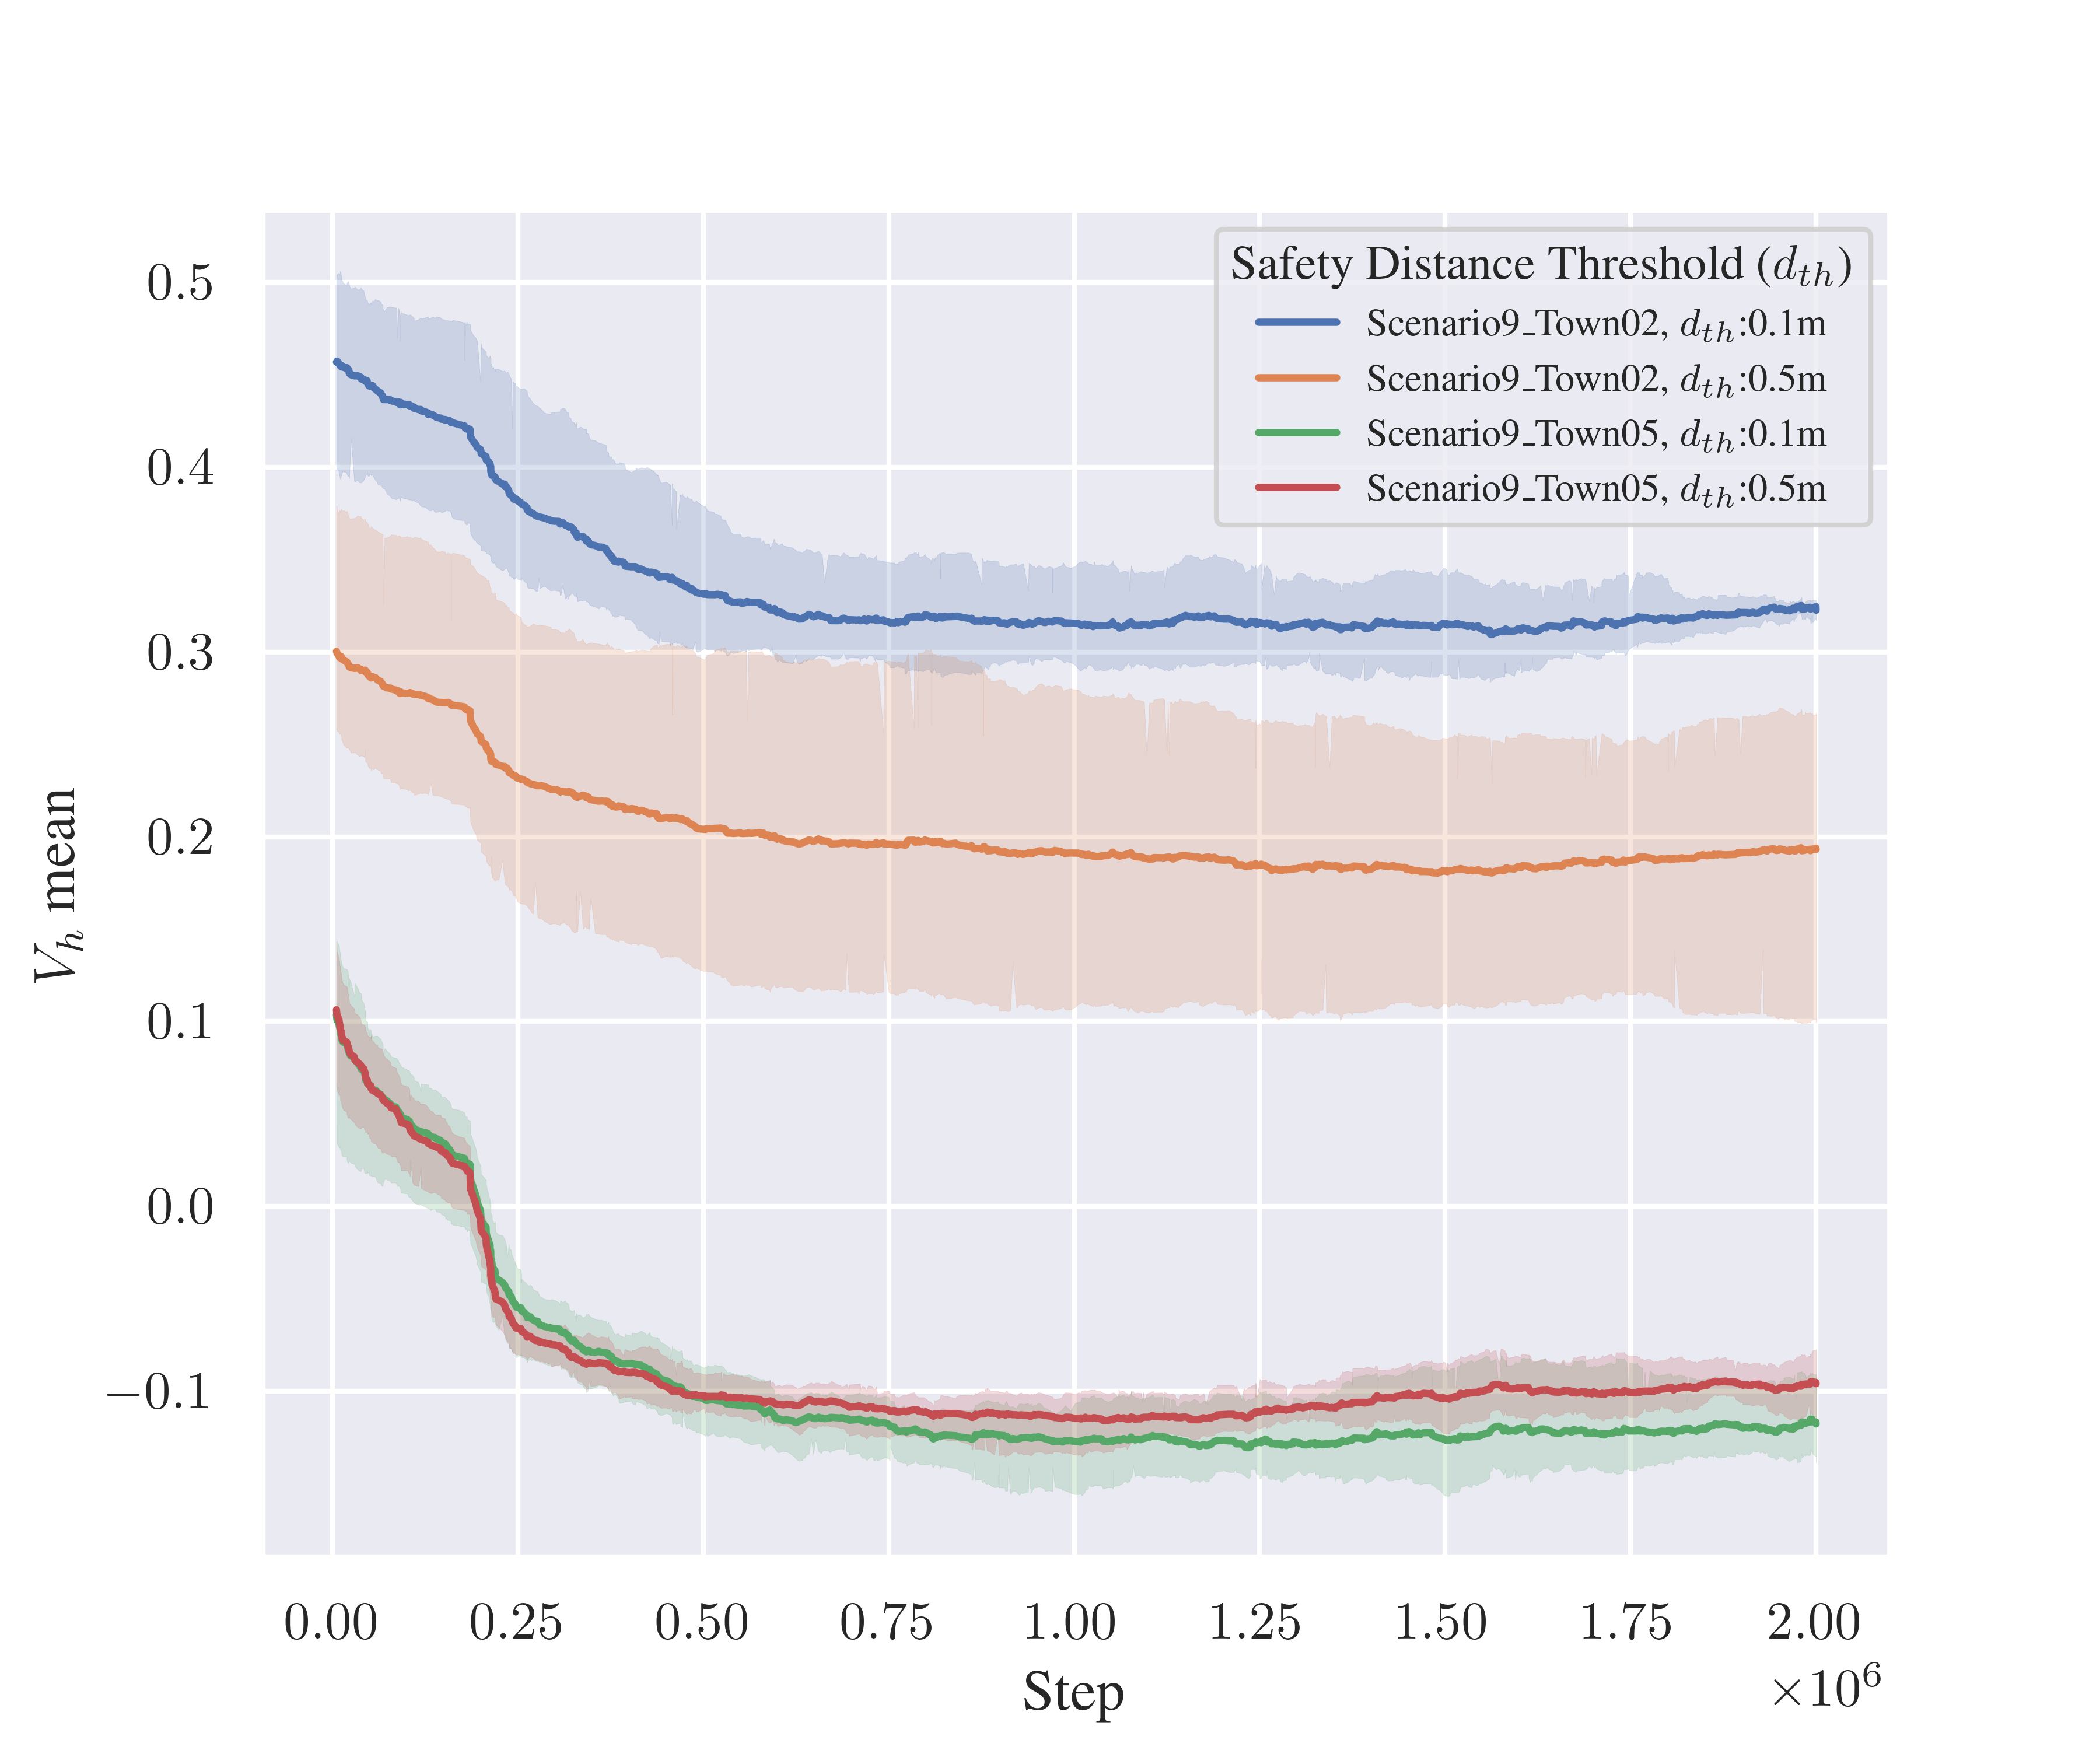 Safety Distance Threshold (d_th)
Scenario9_Town02, d_th:0.1m
Scenario9_Town02, d_th:0.5m
Scenario9_Town05, d_th:0.1m
Scenario9_Town05, d_th:0.5m
0.5
0.4
0.3
0.2
0.1
0.0
−0.1
V_h mean
0.00 0.25 0.50 0.75 1.00 1.25 1.50 1.75 2.00
Step
×10^6